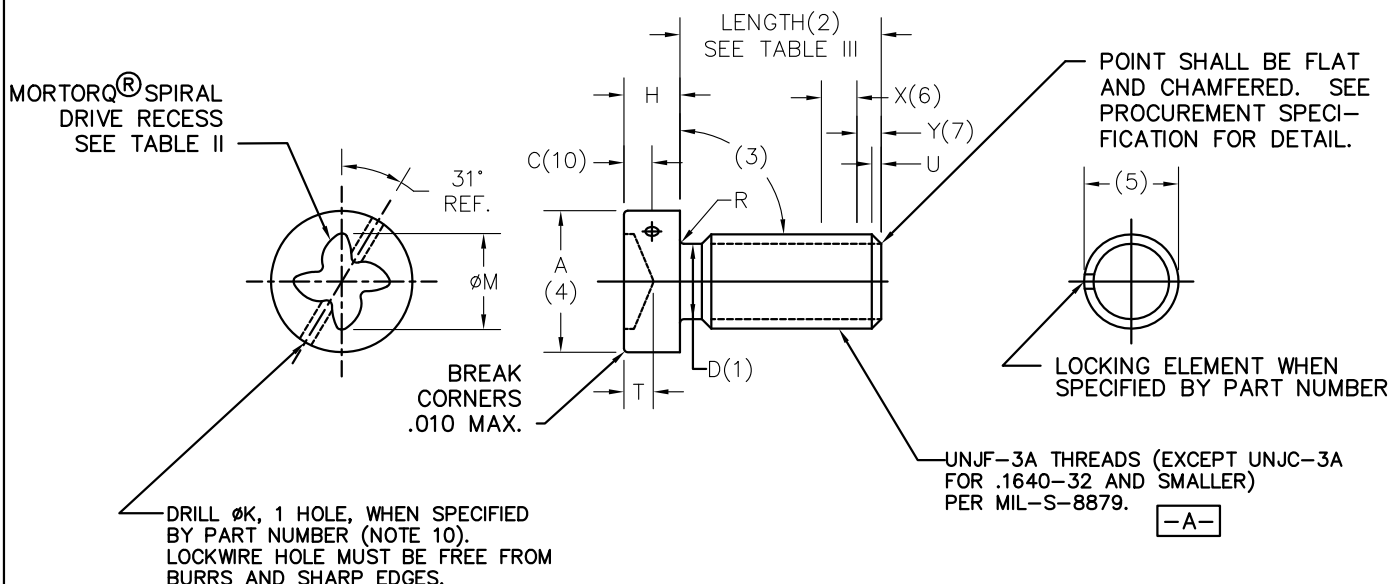 LENGTH(2)
SEE TABLE III
MORTORQ® SPIRAL
DRIVE RECESS
SEE TABLE II
POINT SHALL BE FLAT
AND CHAMFERED. SEE
PROCUREMENT SPECI-
FICATION FOR DETAIL.
H
X(6)
Y(7)
U
C(10)
(3)
(5)
31°
REF.
R
A
(4)
øM
D(1)
T
BREAK
CORNERS
.010 MAX.
LOCKING ELEMENT WHEN
SPECIFIED BY PART NUMBER
UNJF-3A THREADS (EXCEPT UNJC-3A
FOR .1640-32 AND SMALLER)
PER MIL-S-8879.
-A-
DRILL øK, 1 HOLE, WHEN SPECIFIED
BY PART NUMBER (NOTE 10).
LOCKWIRE HOLE MUST BE FREE FROM
BURRS AND SHARP EDGES.